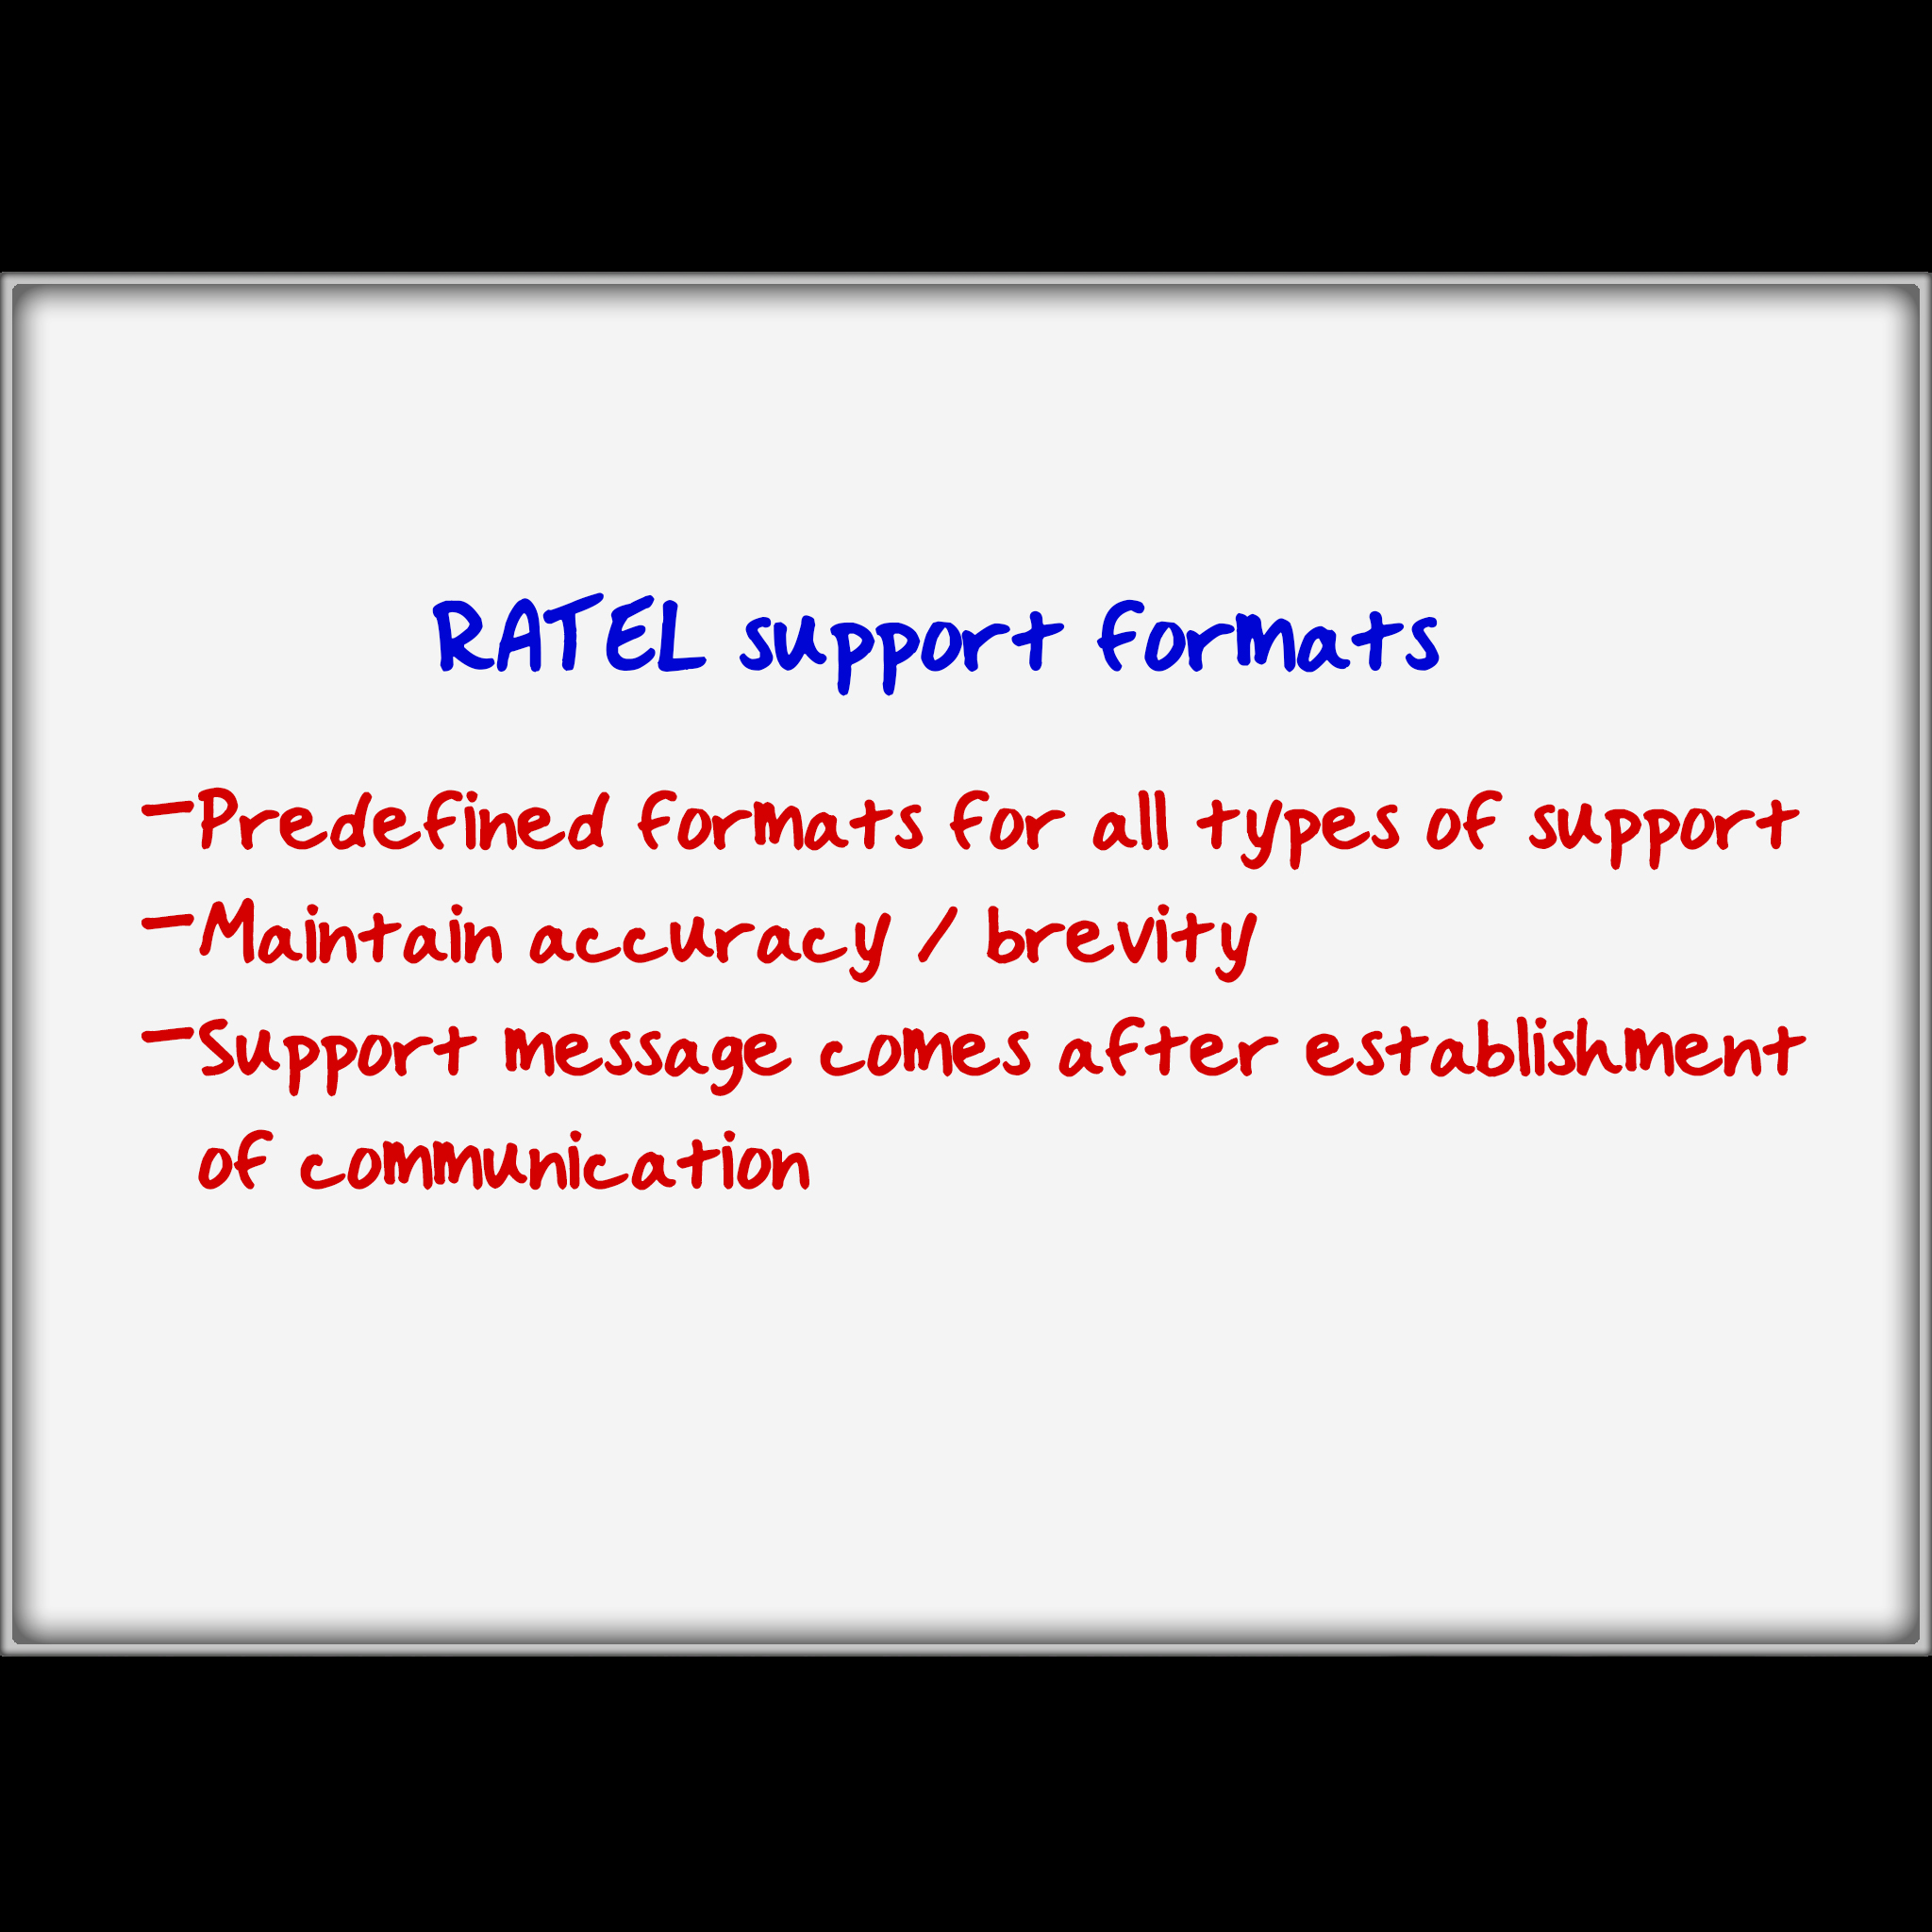 RATEL support formats
-Predefined formats for all types of support
-Maintain accuracy / brevity
-Support message comes after establishment
of communication